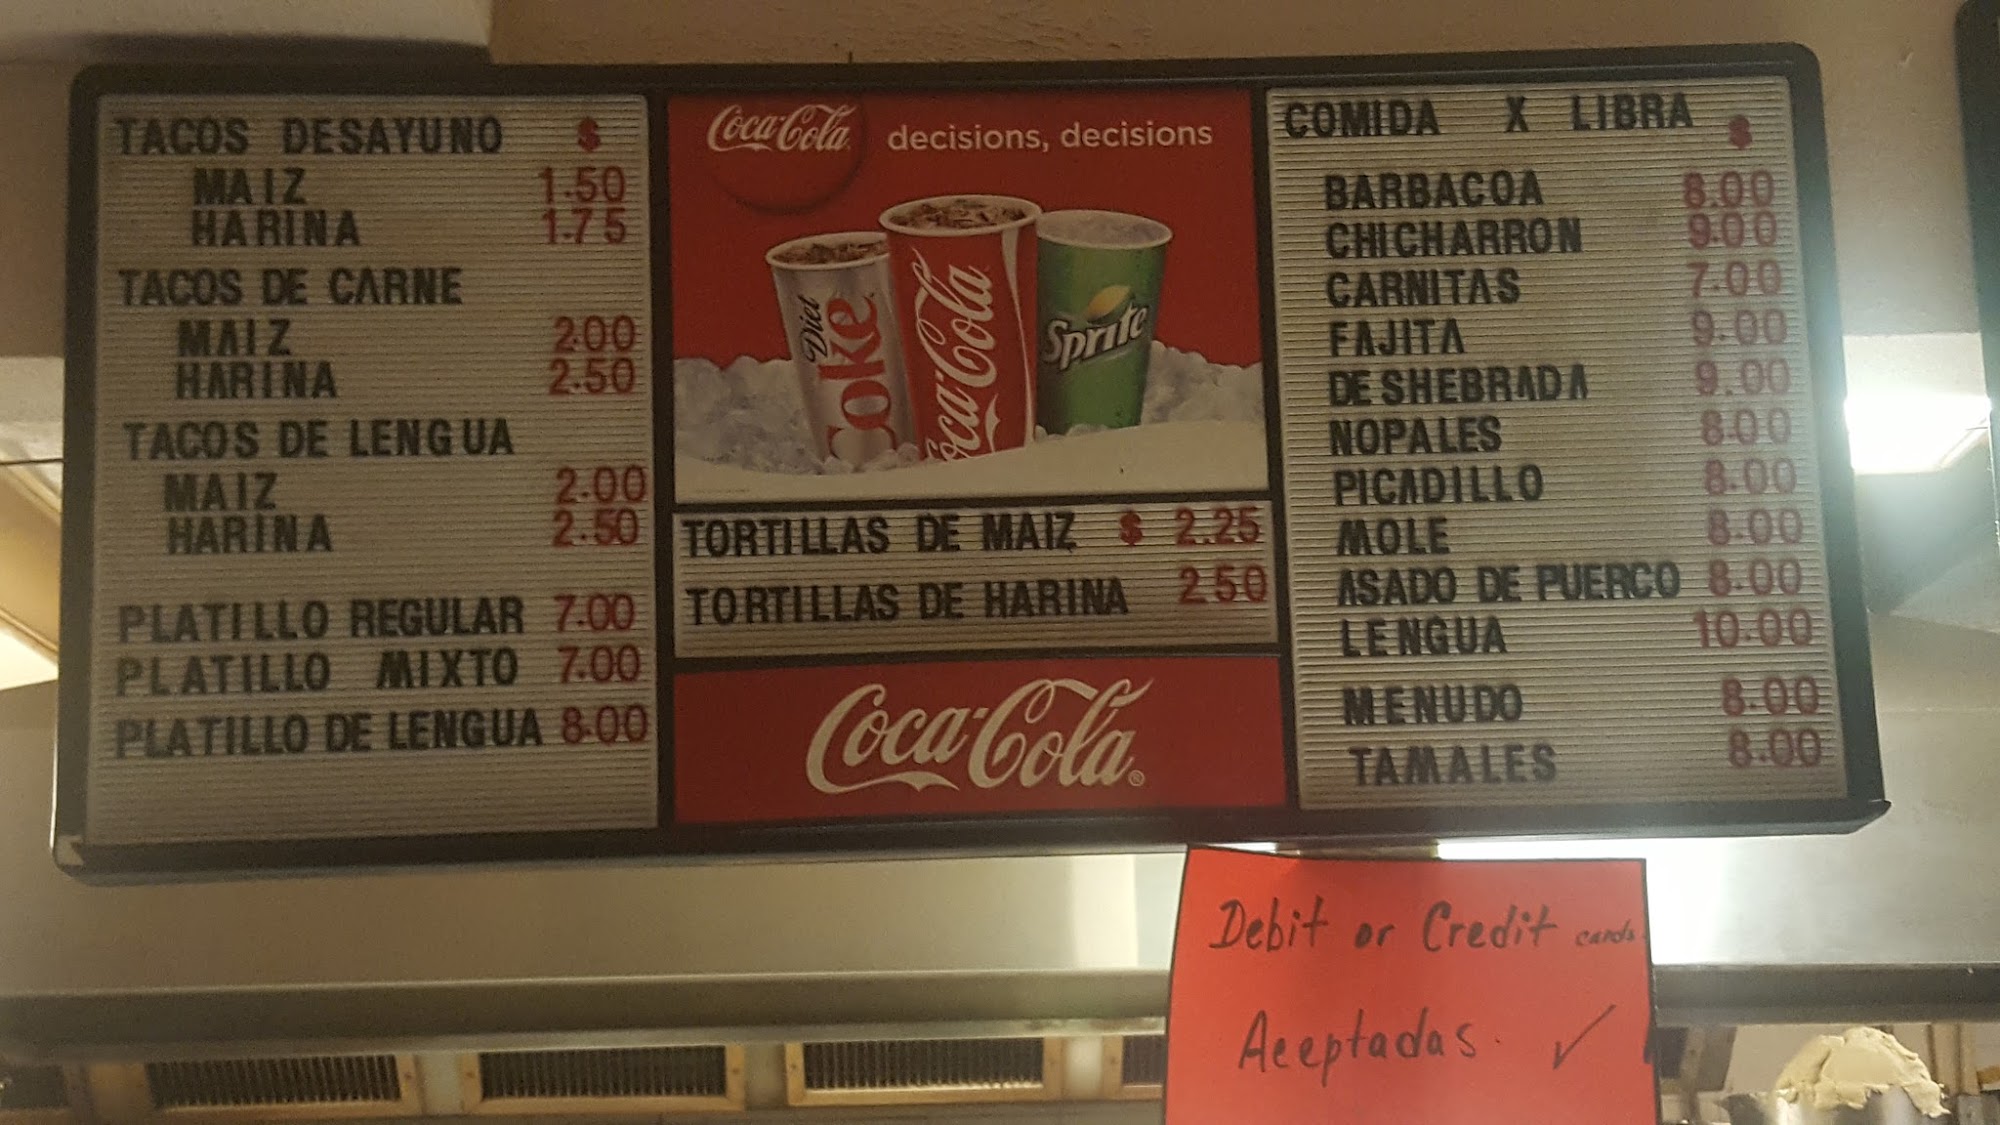 TACOS DESAYUNO $
MAIZ 1.50
HARINA 1.75
TACOS DE CARNE
MAIZ 2.00
HARINA 2.50
TACOS DE LENGUA
MAIZ 2.00
HARINA 2.50
PLATILLO REGULAR 7.00
PLATILLO MIXTO 7.00
PLATILLO DE LENGUA 8.00
Coca-Cola decisions, decisions
Diet Coke
Coca-Cola
Sprite
TORTILLAS DE MAIZ $ 2.25
TORTILLAS DE HARINA 2.50
Coca-Cola®
COMIDA X LIBRA $
BARBACOA 8.00
CHICHARRON 9.00
CARNITAS 7.00
FAJITA 9.00
DESHEBRADA 9.00
NOPALES 8.00
PICADILLO 8.00
MOLE 8.00
ASADO DE PUERCO 8.00
LENGUA 10.00
MENUDO 8.00
TAMALES 8.00
Debit or Credit cards.
Aceptadas. ✓